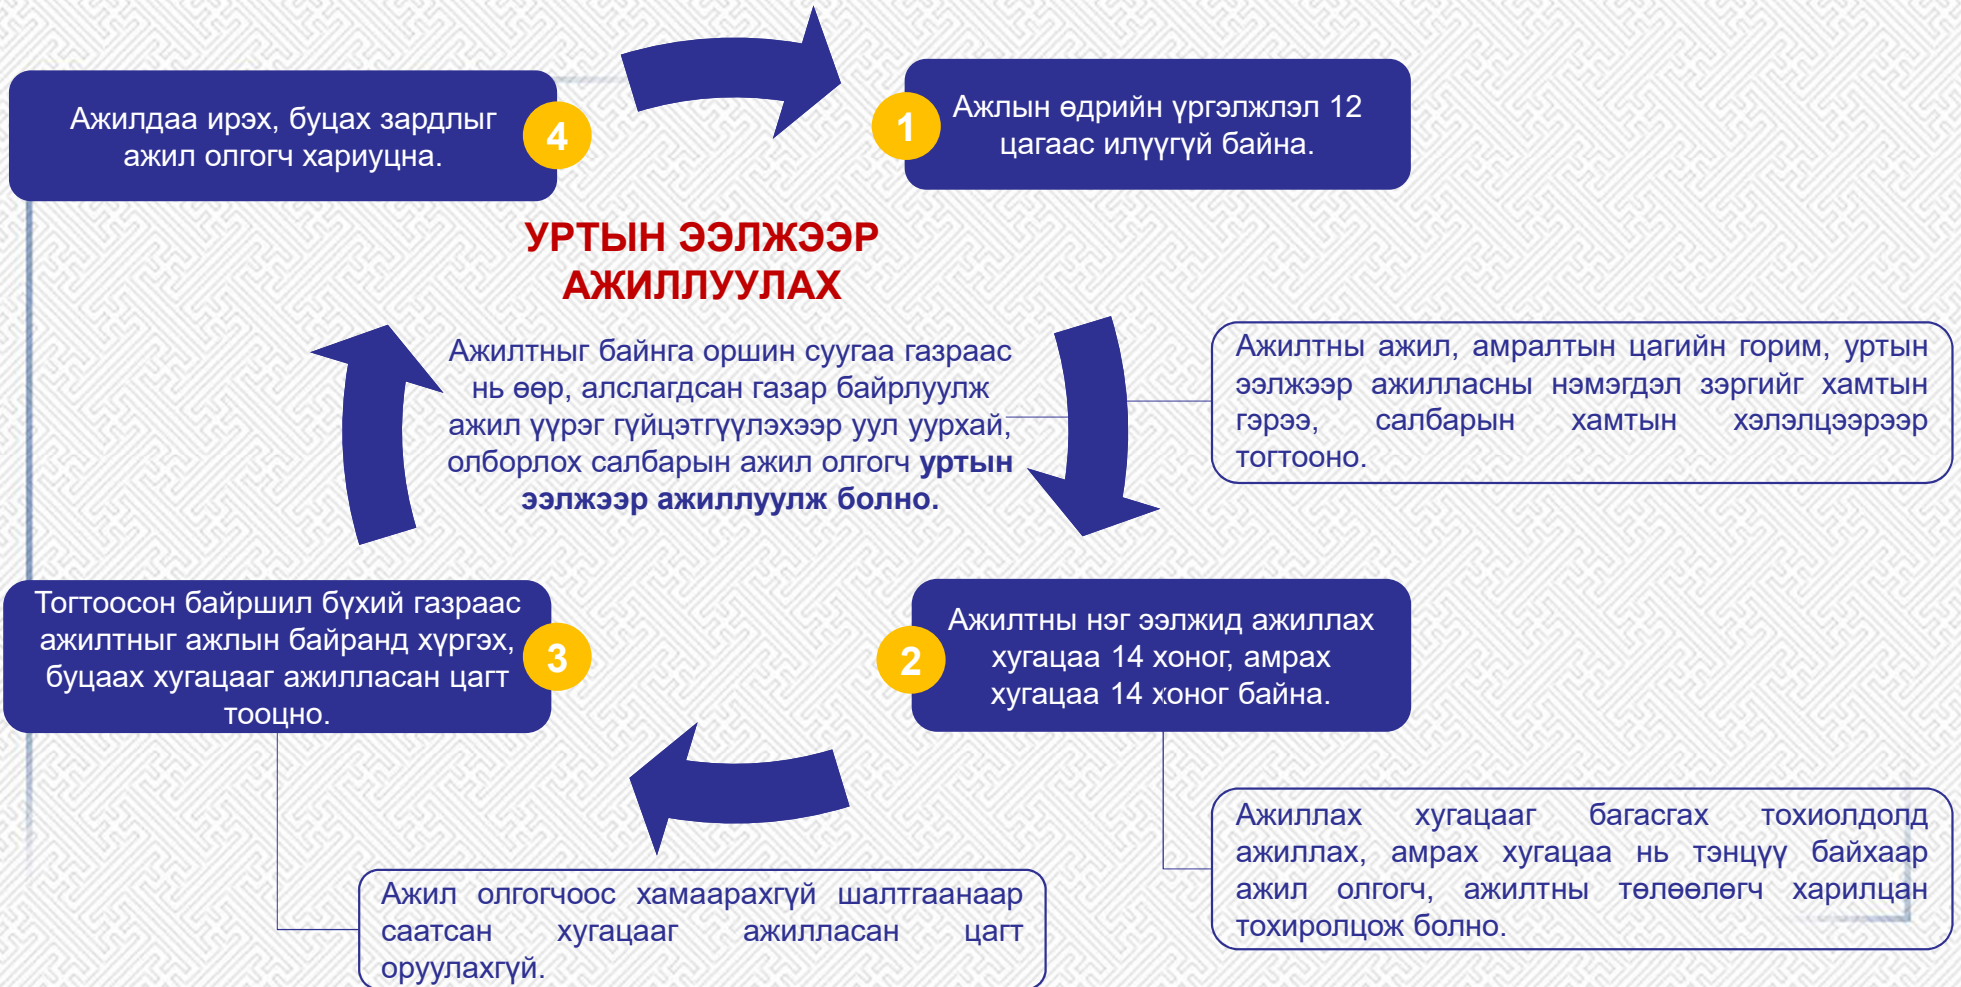 Ажилдаа ирэх, буцах зардлыг
ажил олгогч хариуцна.
4
1
Ажлын өдрийн үргэлжлэл 12
цагаас илүүгүй байна.
УРТЫН ЭЭЛЖЭЭР
АЖИЛЛУУЛАХ
Ажилтныг байнга оршин суугаа газраас
нь өөр, алслагдсан газар байрлуулж
ажил үүрэг гүйцэтгүүлэхээр уул уурхай,
олборлох салбарын ажил олгогч уртын
ээлжээр ажиллуулж болно.
Ажилтны ажил, амралтын цагийн горим, уртын
ээлжээр ажилласны нэмэгдэл зэргийг хамтын
гэрээ, салбарын хамтын хэлэлцээрээр
тогтооно.
Тогтоосон байршил бүхий газраас
ажилтныг ажлын байранд хүргэх,
буцаах хугацааг ажилласан цагт
тооцно.
3
2
Ажилтны нэг ээлжид ажиллах
хугацаа 14 хоног, амрах
хугацаа 14 хоног байна.
Ажиллах хугацааг багасгах тохиолдолд
ажиллах, амрах хугацаа нь тэнцүү байхаар
ажил олгогч, ажилтны төлөөлөгч харилцан
тохиролцож болно.
Ажил олгогчоос хамаарахгүй шалтгаанаар
саатсан хугацааг ажилласан цагт
оруулахгүй.